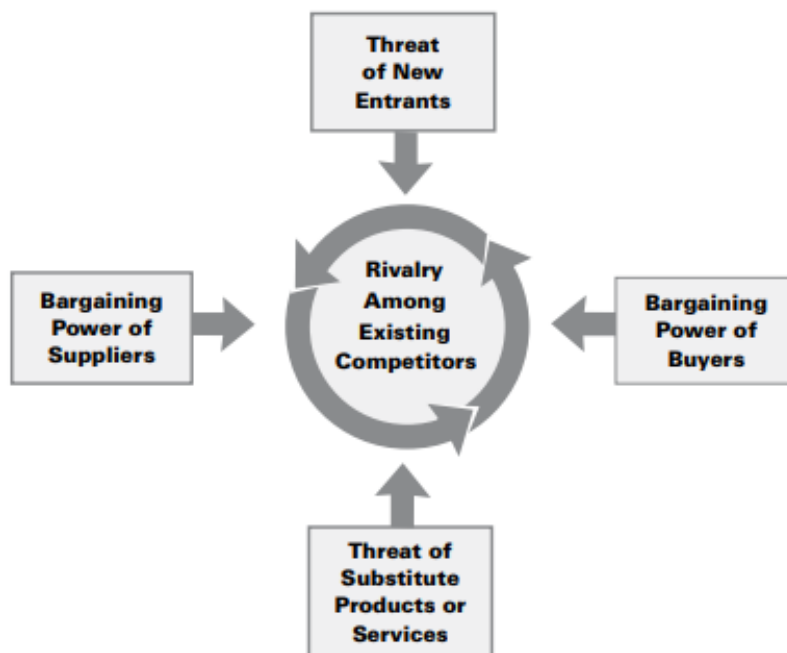 Threat
of New
Entrants
Bargaining
Power of
Suppliers
Rivalry
Among
Existing
Competitors
Bargaining
Power of
Buyers
Threat of
Substitute
Products or
Services